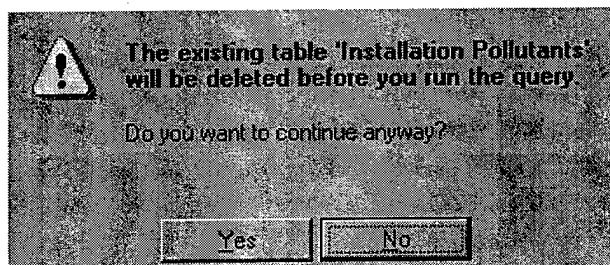 The existing table 'Installation Pollutants'
will be deleted before you run the query.
Do you want to continue anyway?
Yes No